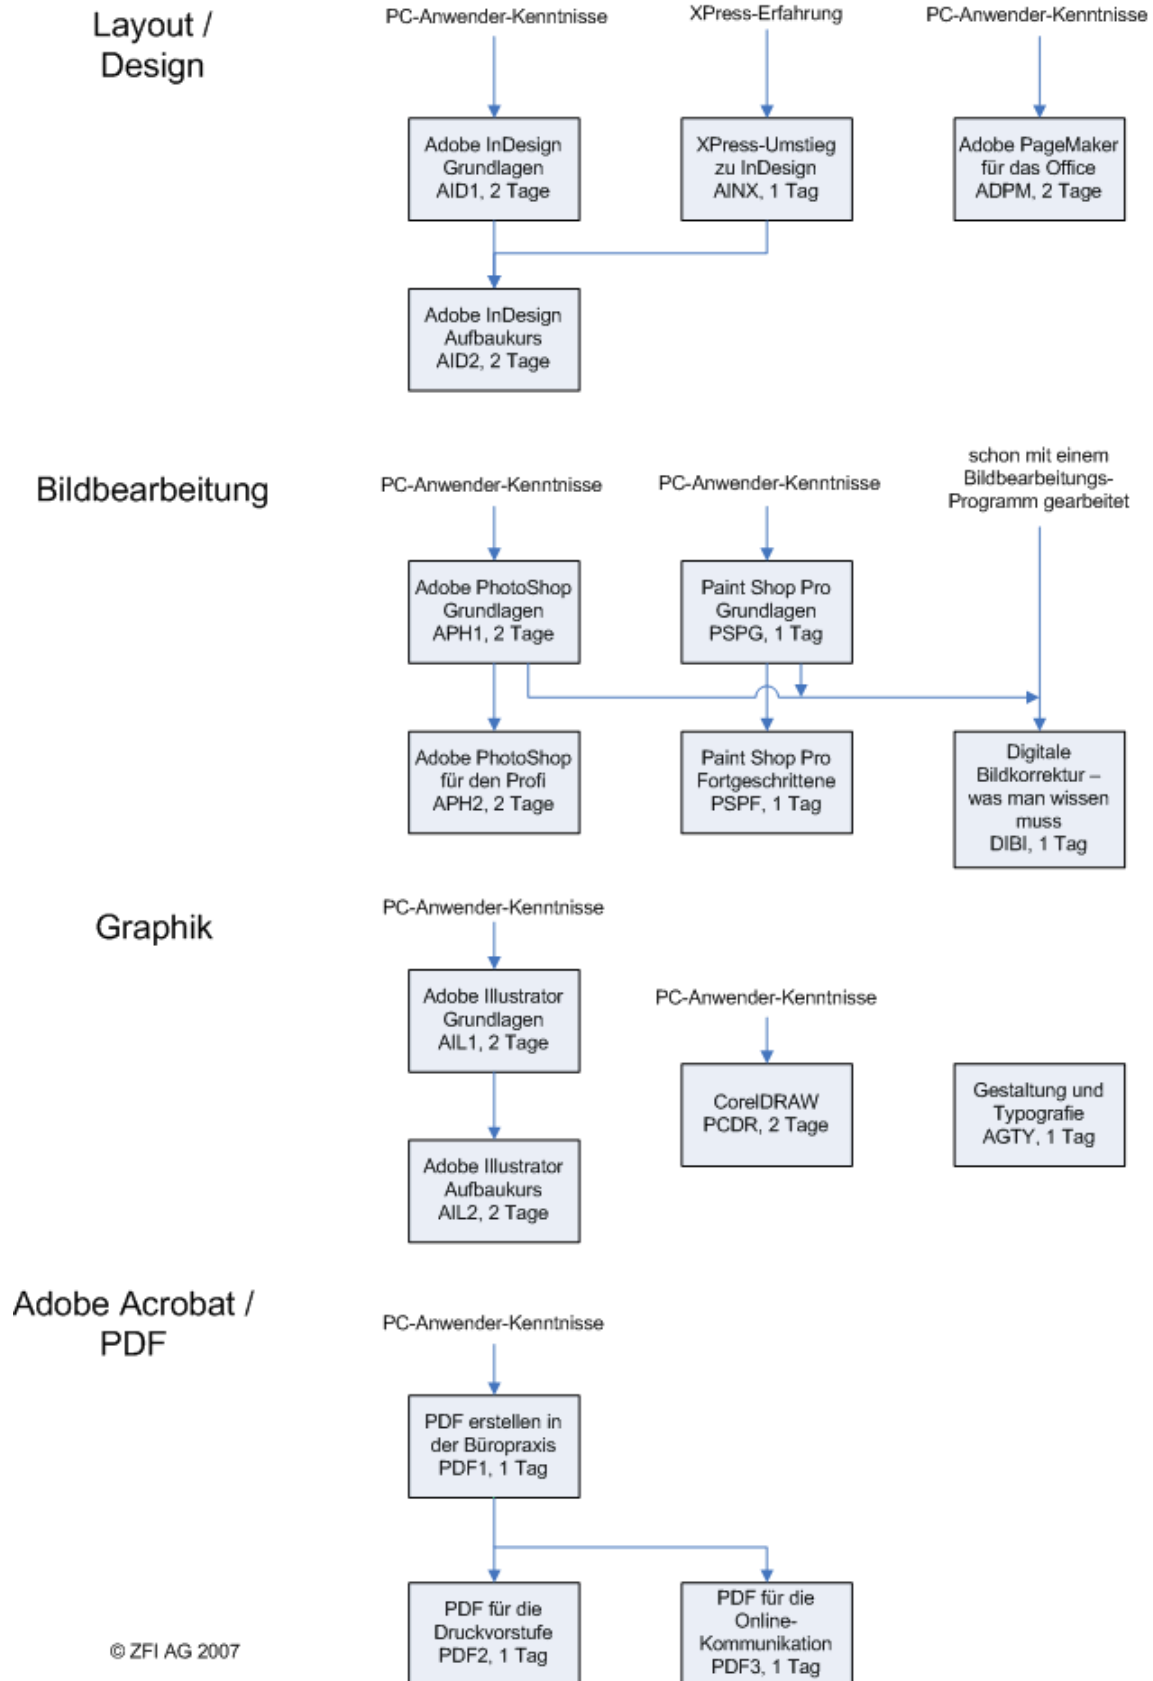 Layout /
Design
PC-Anwender-Kenntnisse
XPress-Erfahrung
PC-Anwender-Kenntnisse
Adobe InDesign
Grundlagen
AID1, 2 Tage
XPress-Umstieg
zu InDesign
AINX, 1 Tag
Adobe PageMaker
für das Office
ADPM, 2 Tage
Adobe InDesign
Aufbaukurs
AID2, 2 Tage
Bildbearbeitung
PC-Anwender-Kenntnisse
PC-Anwender-Kenntnisse
schon mit einem
Bildbearbeitungs-
Programm gearbeitet
Adobe PhotoShop
Grundlagen
APH1, 2 Tage
Paint Shop Pro
Grundlagen
PSPG, 1 Tag
Adobe PhotoShop
für den Profi
APH2, 2 Tage
Paint Shop Pro
Fortgeschrittene
PSPF, 1 Tag
Digitale
Bildkorrektur –
was man wissen
muss
DIBI, 1 Tag
Graphik
PC-Anwender-Kenntnisse
Adobe Illustrator
Grundlagen
AIL1, 2 Tage
PC-Anwender-Kenntnisse
CorelDRAW
PCDR, 2 Tage
Gestaltung und
Typografie
AGTY, 1 Tag
Adobe Illustrator
Aufbaukurs
AIL2, 2 Tage
Adobe Acrobat /
PDF
PC-Anwender-Kenntnisse
PDF erstellen in
der Büropraxis
PDF1, 1 Tag
PDF für die
Druckvorstufe
PDF2, 1 Tag
PDF für die
Online-
Kommunikation
PDF3, 1 Tag
© ZFI AG 2007